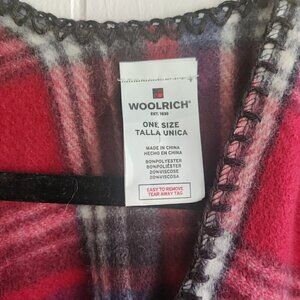 WOOLRICH®
EST. 1830
ONE SIZE
TALLA UNICA
MADE IN CHINA
HECHO EN CHINA
80%POLYESTER
80%POLIÉSTER
20%VISCOSE
20%VISCOSA
EASY TO REMOVE
TEAR AWAY TAG